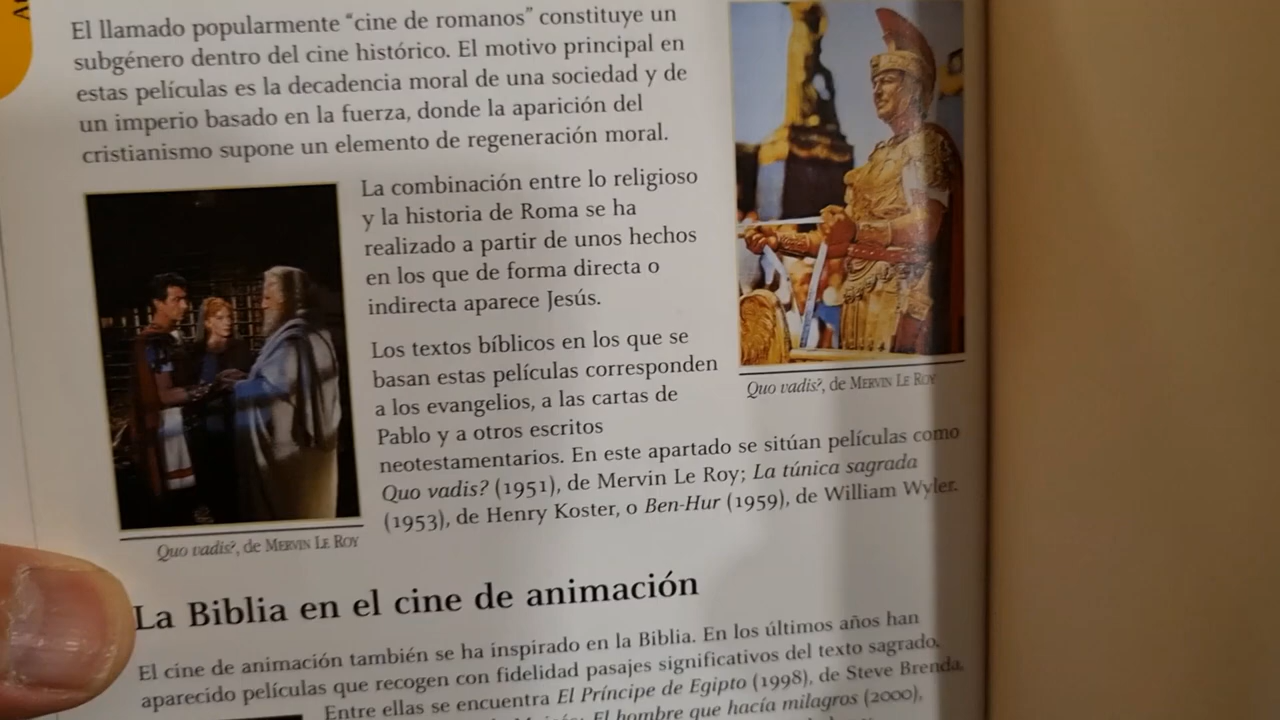 El llamado popularmente “cine de romanos” constituye un
subgénero dentro del cine histórico. El motivo principal en
estas películas es la decadencia moral de una sociedad y de
un imperio basado en la fuerza, donde la aparición del
cristianismo supone un elemento de regeneración moral.
La combinación entre lo religioso
y la historia de Roma se ha
realizado a partir de unos hechos
en los que de forma directa o
indirecta aparece Jesús.
Los textos bíblicos en los que se
basan estas películas corresponden
a los evangelios, a las cartas de
Pablo y a otros escritos
neotestamentarios. En este apartado se sitúan películas como
Quo vadis? (1951), de Mervin Le Roy; La túnica sagrada
(1953), de Henry Koster, o Ben-Hur (1959), de William Wyler.
Quo vadis?, de MERVIN LE ROY
Quo vadis?, de MERVIN LE ROY
La Biblia en el cine de animación
El cine de animación también se ha inspirado en la Biblia. En los últimos años han
aparecido películas que recogen con fidelidad pasajes significativos del texto sagrado.
Entre ellas se encuentra El Príncipe de Egipto (1998), de Steve Brenda,
El hombre que hacía milagros (2000),